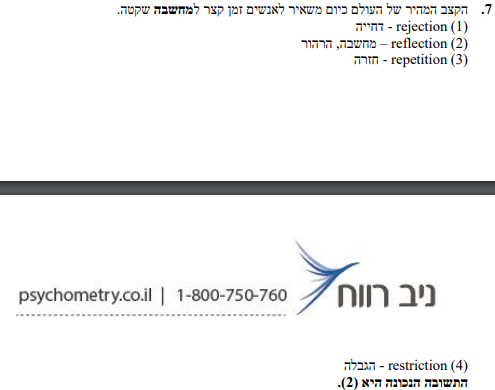 7. הקצב המהיר של העולם כיום משאיר לאנשים זמן קצר למחשבה שקטה.
(1) rejection - דחייה
(2) reflection – מחשבה, הרהור
(3) repetition - חזרה
ניב רווח
psychometry.co.il | 1-800-750-760
(4) restriction - הגבלה
התשובה הנכונה היא (2).